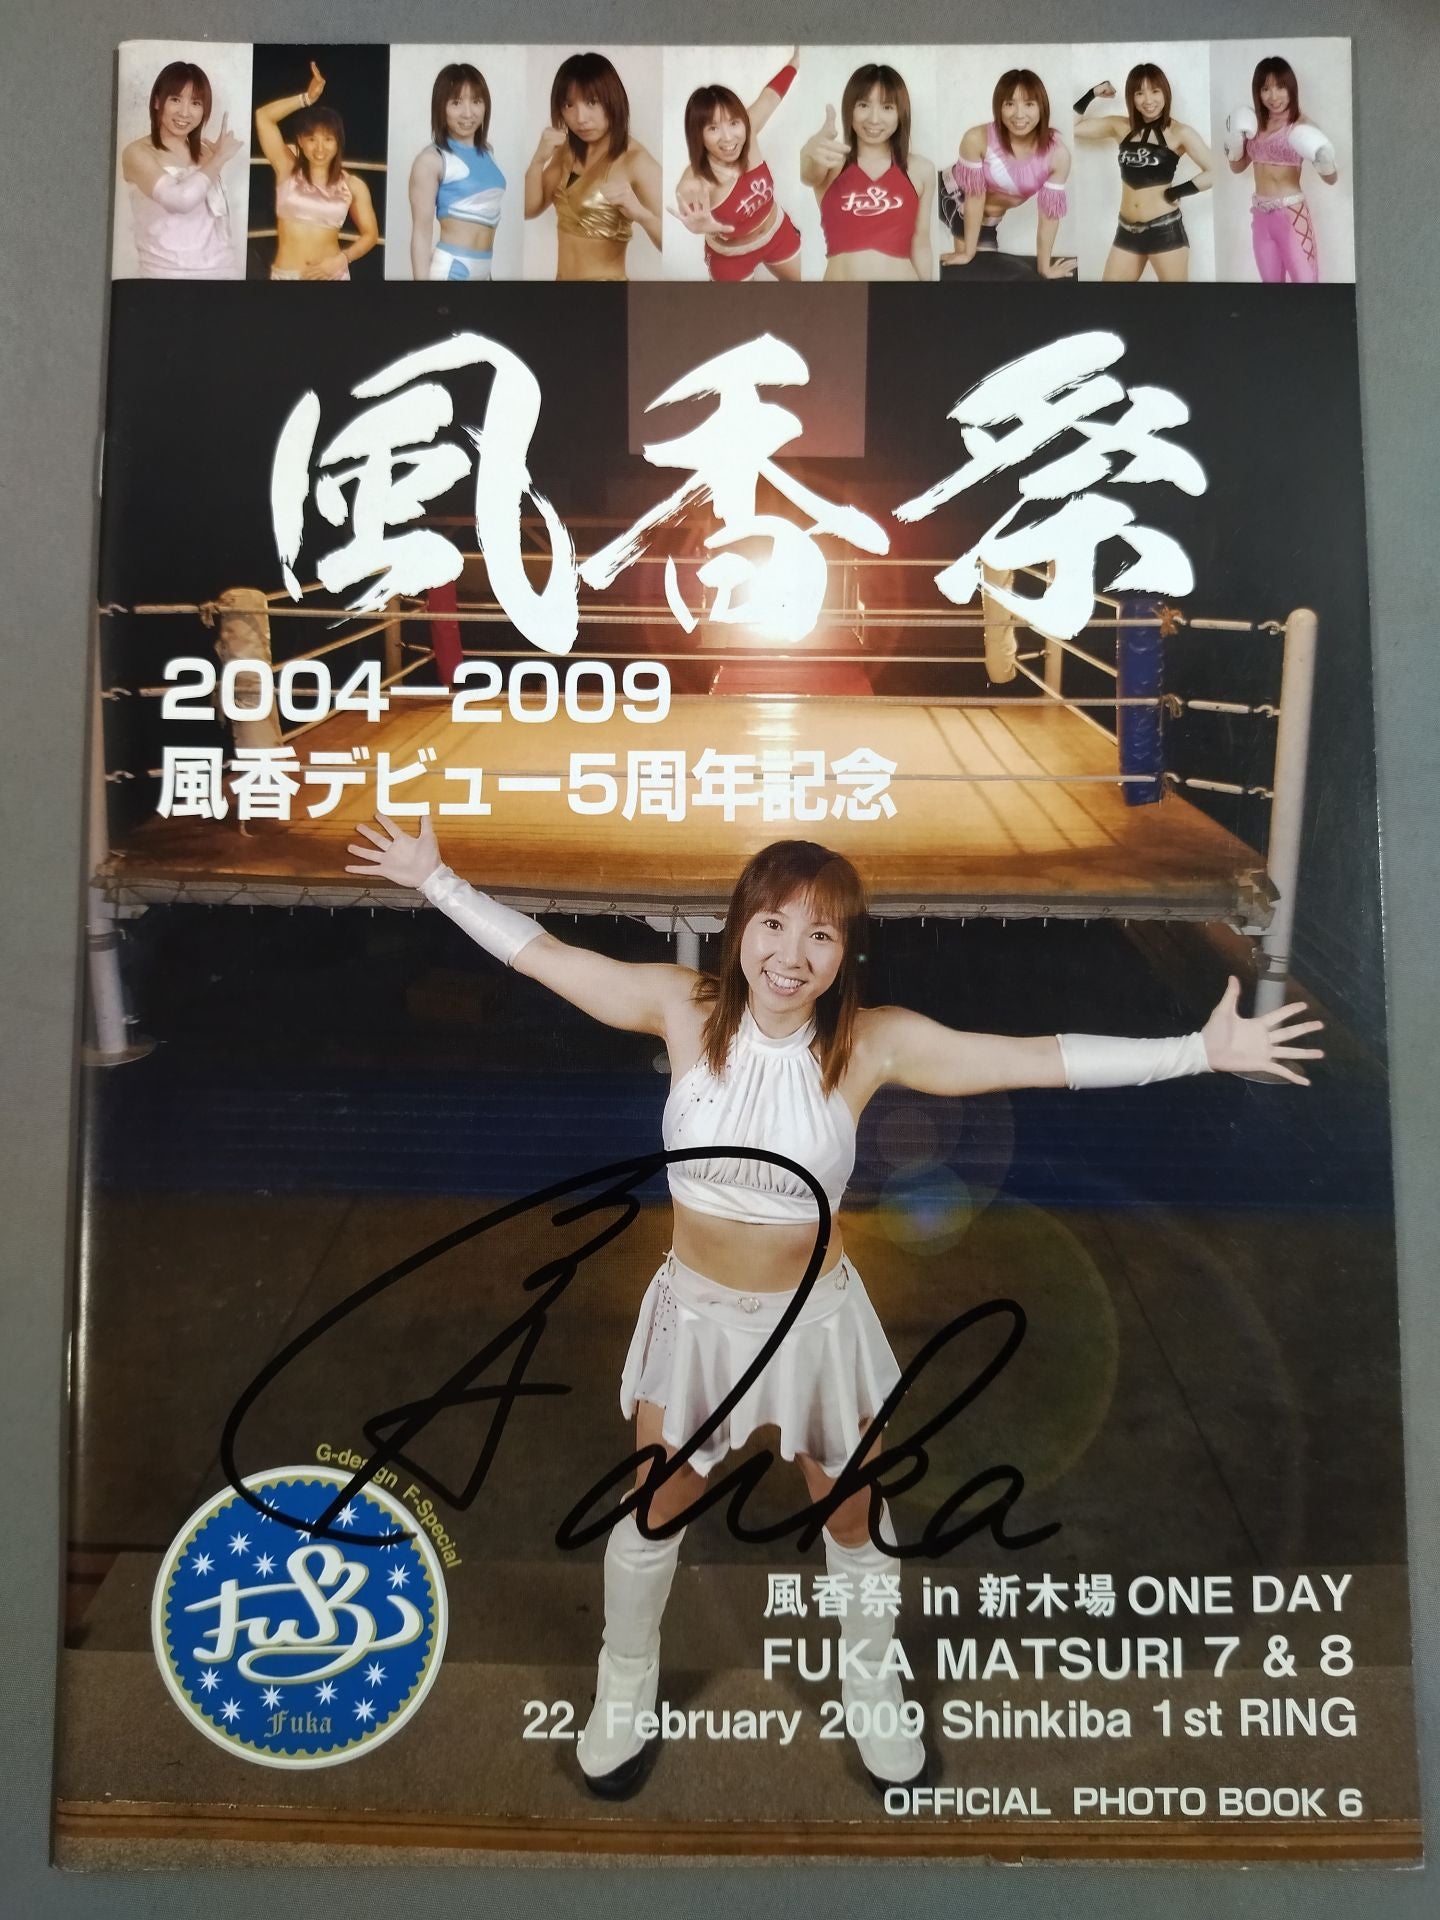 風香祭
2004—2009
風香デビュー5周年記念
Fuka
G-design F-Special
Fuka
風香祭 in 新木場 ONE DAY
FUKA MATSURI 7 & 8
22, February 2009 Shinkiba 1st RING
OFFICIAL PHOTO BOOK 6